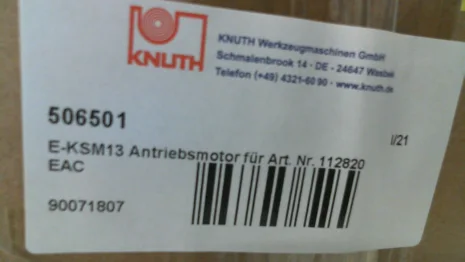 KNUTH
KNUTH Werkzeugmaschinen GmbH
Schmalenbrook 14 · DE - 24647 Wasbek
Telefon (+49) 4321-60 90 · www.knuth.de
506501
I/21
E-KSM13 Antriebsmotor für Art. Nr. 112820
EAC
90071807